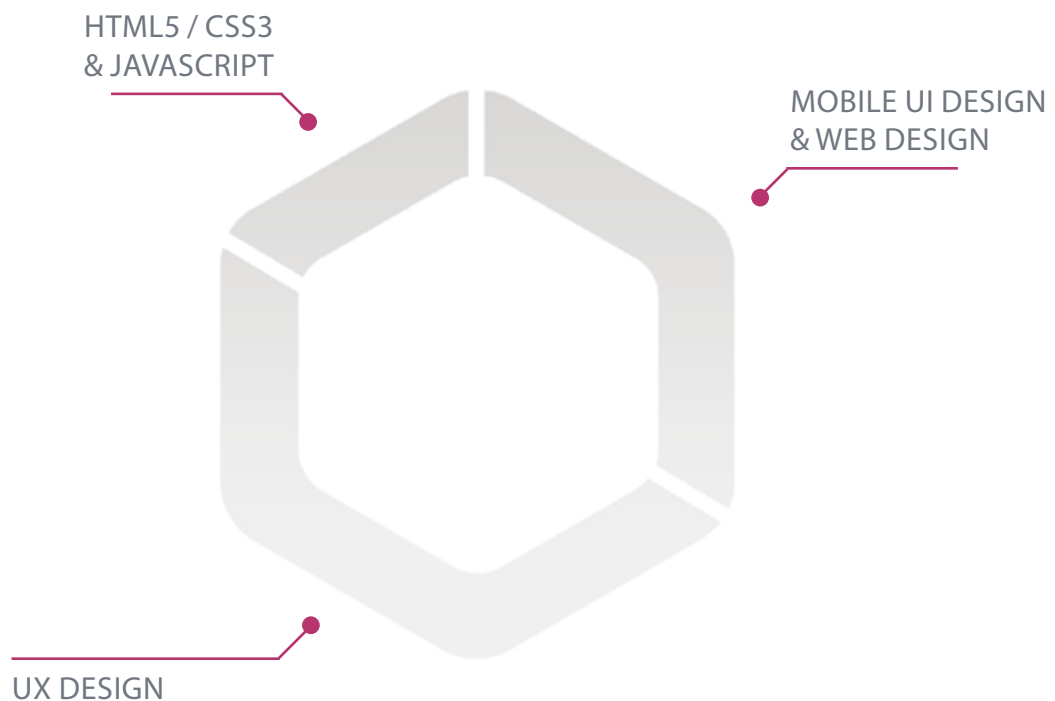 HTML5 / CSS3
& JAVASCRIPT
MOBILE UI DESIGN
& WEB DESIGN
UX DESIGN